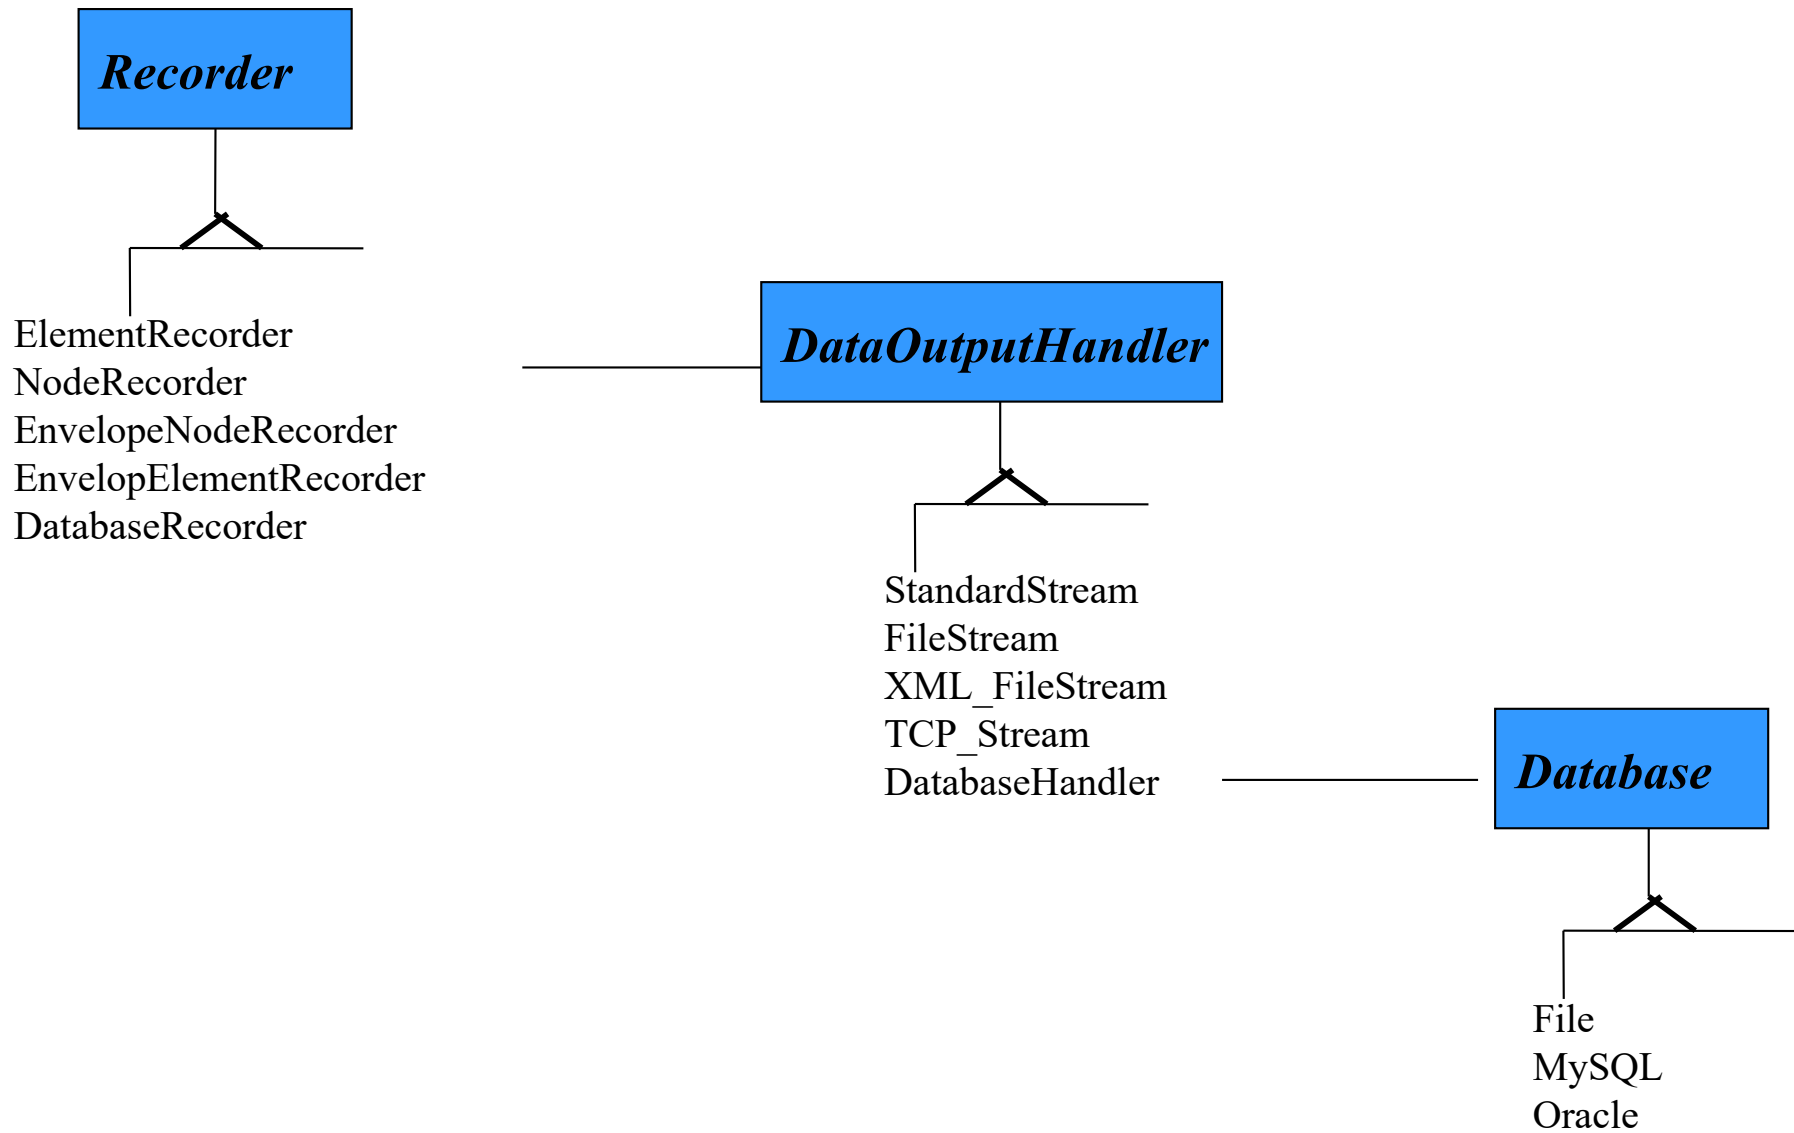 Recorder
ElementRecorder
NodeRecorder
EnvelopeNodeRecorder
EnvelopElementRecorder
DatabaseRecorder
DataOutputHandler
StandardStream
FileStream
XML_FileStream
TCP_Stream
DatabaseHandler
Database
File
MySQL
Oracle